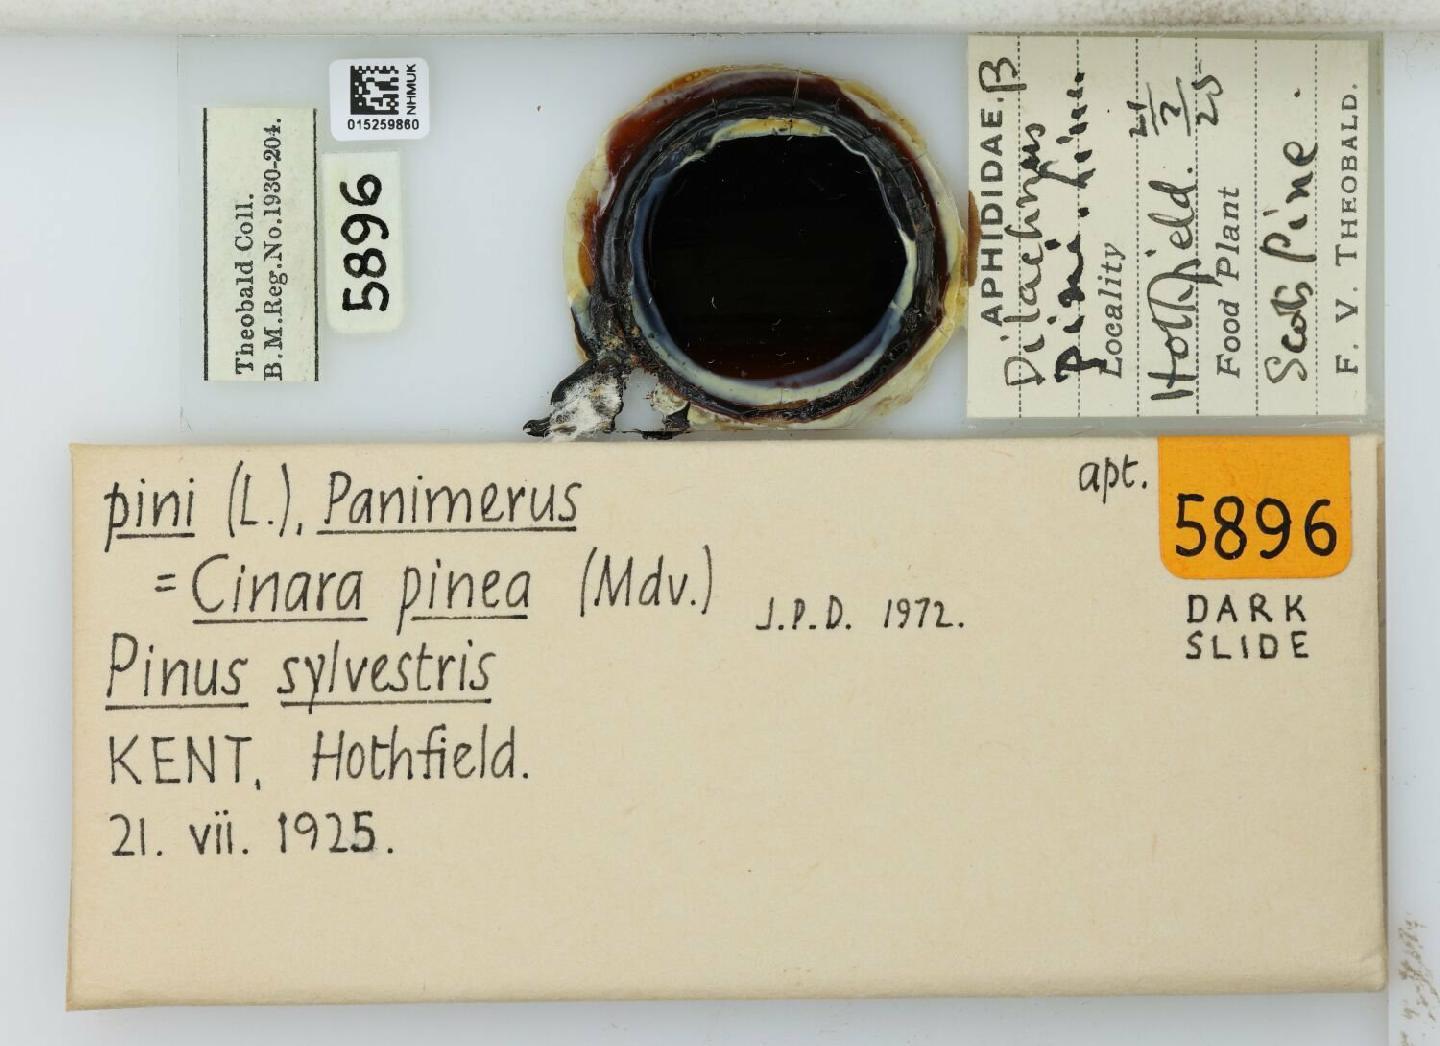 NHMUK
015259860
Theobald Coll.
B.M.Reg.No.1930-204.
5896
APHIDIDAE. B
Dilachnus
pini. Linn.
Locality
Hothfield. 21/7/25
Food Plant
Scots Pine.
F. V. THEOBALD.
pini (L.), Panimerus
apt.
5896
= Cinara pinea (Mdv.) J.P.D. 1972.
DARK
SLIDE
Pinus sylvestris
KENT, Hothfield.
21. vii. 1925.